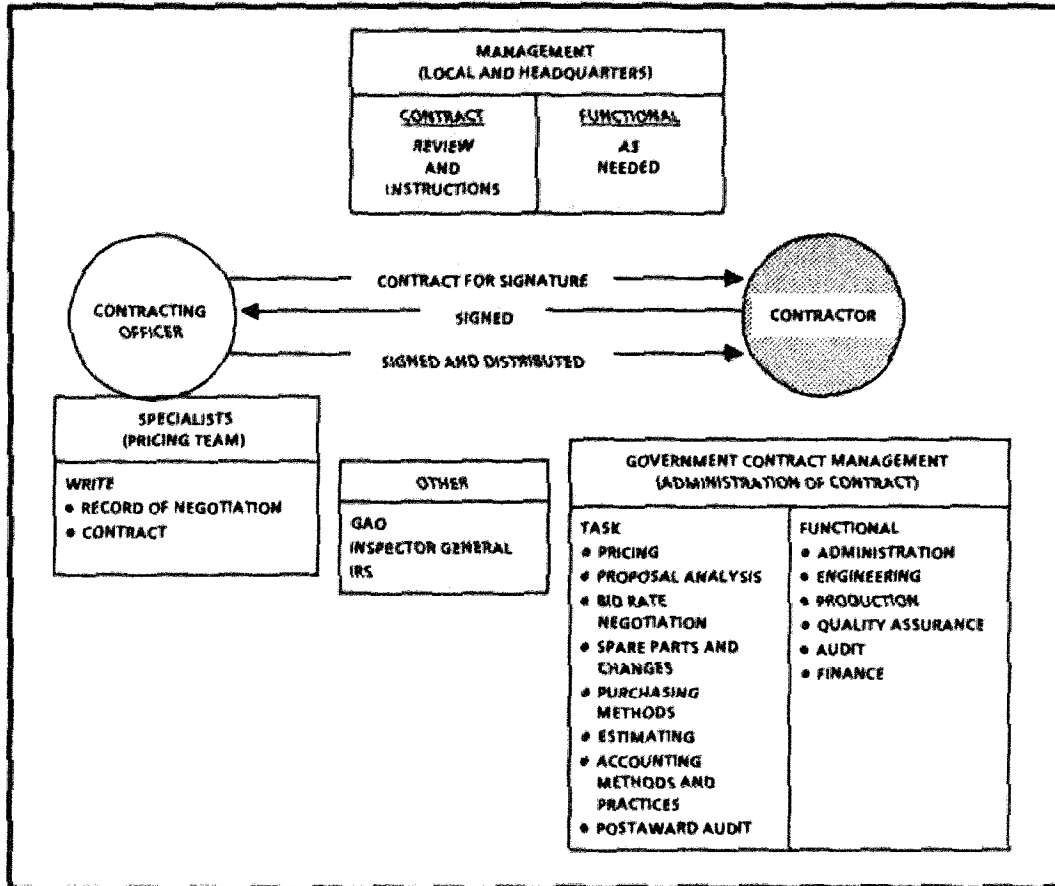 MANAGEMENT
(LOCAL AND HEADQUARTERS)
CONTRACT
REVIEW
AND
INSTRUCTIONS
FUNCTIONAL
AS
NEEDED
CONTRACTING
OFFICER
CONTRACT FOR SIGNATURE
SIGNED
SIGNED AND DISTRIBUTED
CONTRACTOR
SPECIALISTS
(PRICING TEAM)
WRITE
• RECORD OF NEGOTIATION
• CONTRACT
OTHER
GAO
INSPECTOR GENERAL
IRS
GOVERNMENT CONTRACT MANAGEMENT
(ADMINISTRATION OF CONTRACT)
TASK
• PRICING
• PROPOSAL ANALYSIS
• BID RATE
NEGOTIATION
• SPARE PARTS AND
CHANGES
• PURCHASING
METHODS
• ESTIMATING
• ACCOUNTING
METHODS AND
PRACTICES
• POSTAWARD AUDIT
FUNCTIONAL
• ADMINISTRATION
• ENGINEERING
• PRODUCTION
• QUALITY ASSURANCE
• AUDIT
• FINANCE